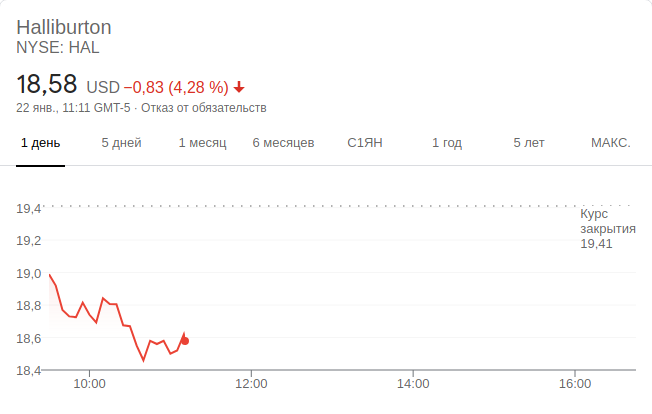 Halliburton
NYSE: HAL
18,58 USD −0,83 (4,28 %)
22 янв., 11:11 GMT-5 · Отказ от обязательств
1 день 5 дней 1 месяц 6 месяцев С1ЯН 1 год 5 лет МАКС.
19,4
19,2
19,0
18,8
18,6
18,4
Курс
закрытия
19,41
10:00 12:00 14:00 16:00